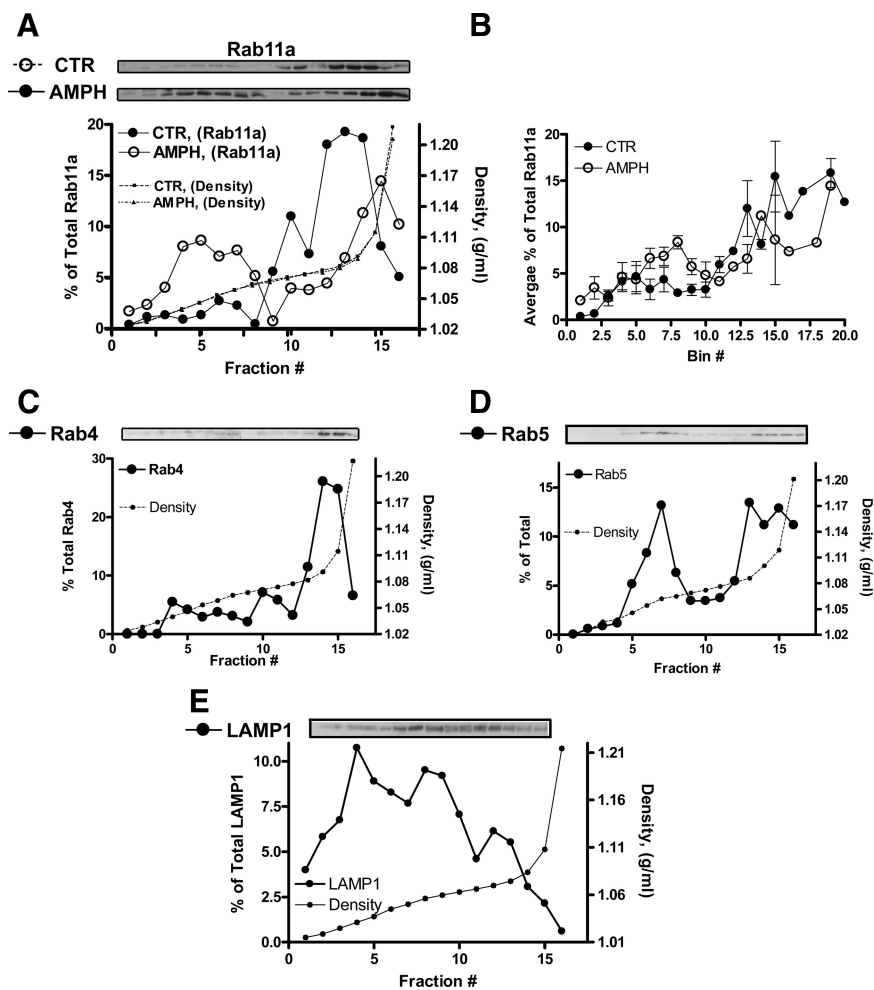 A
Rab11a
CTR
AMPH
CTR, (Rab11a)
AMPH, (Rab11a)
CTR, (Density)
AMPH, (Density)
% of Total Rab11a
20
15
10
5
0
Density, (g/ml)
1.20
1.17
1.14
1.11
1.08
1.05
1.02
0 5 10 15
Fraction #
B
CTR
AMPH
Avergae % of Total Rab11a
20
15
10
5
0
0.0 2.5 5.0 7.5 10.0 12.5 15.0 17.5 20.0
Bin #
C
Rab4
Rab4
Density
% Total Rab4
30
20
10
0
Density, (g/ml)
1.20
1.17
1.14
1.11
1.08
1.05
1.02
0 5 10 15
Fraction #
D
Rab5
Rab5
Density
% of Total
15
10
5
0
Density, (g/ml)
1.20
1.17
1.14
1.11
1.08
1.05
1.02
0 5 10 15
Fraction #
E
LAMP1
LAMP1
Density
% of Total LAMP1
10.0
7.5
5.0
2.5
0.0
Density, (g/ml)
1.21
1.16
1.11
1.06
1.01
0 5 10 15
Fraction #